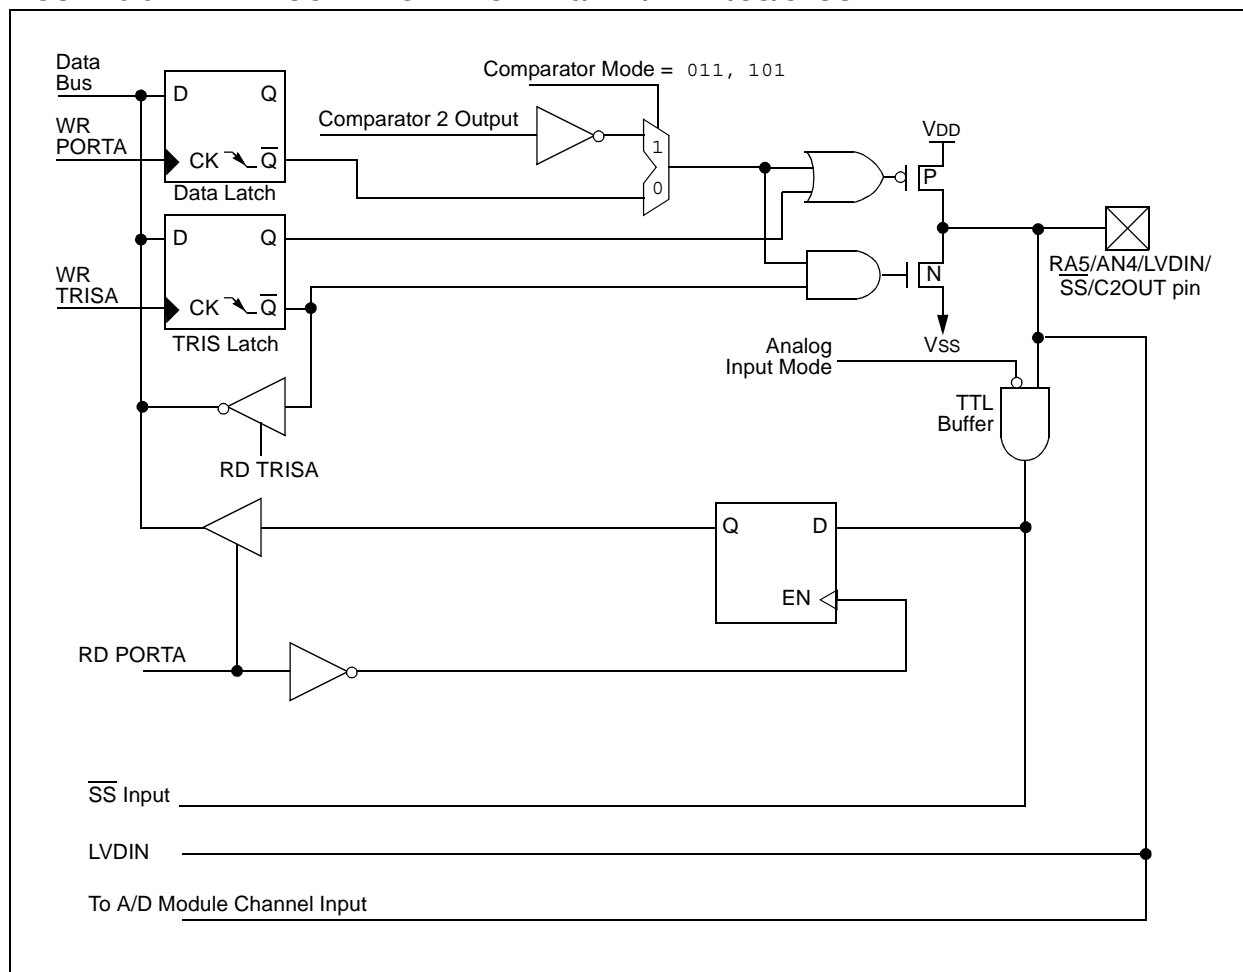 Data
Bus
WR
PORTA
D
Q
CK
Q̅
Data Latch
Comparator Mode = 011, 101
Comparator 2 Output
1
0
VDD
P
D
Q
WR
TRISA
CK
Q̅
TRIS Latch
N
VSS
RA5/AN4/LVDIN/
S̅S̅/C2OUT pin
Analog
Input Mode
TTL
Buffer
RD TRISA
Q
D
EN
RD PORTA
S̅S̅ Input
LVDIN
To A/D Module Channel Input